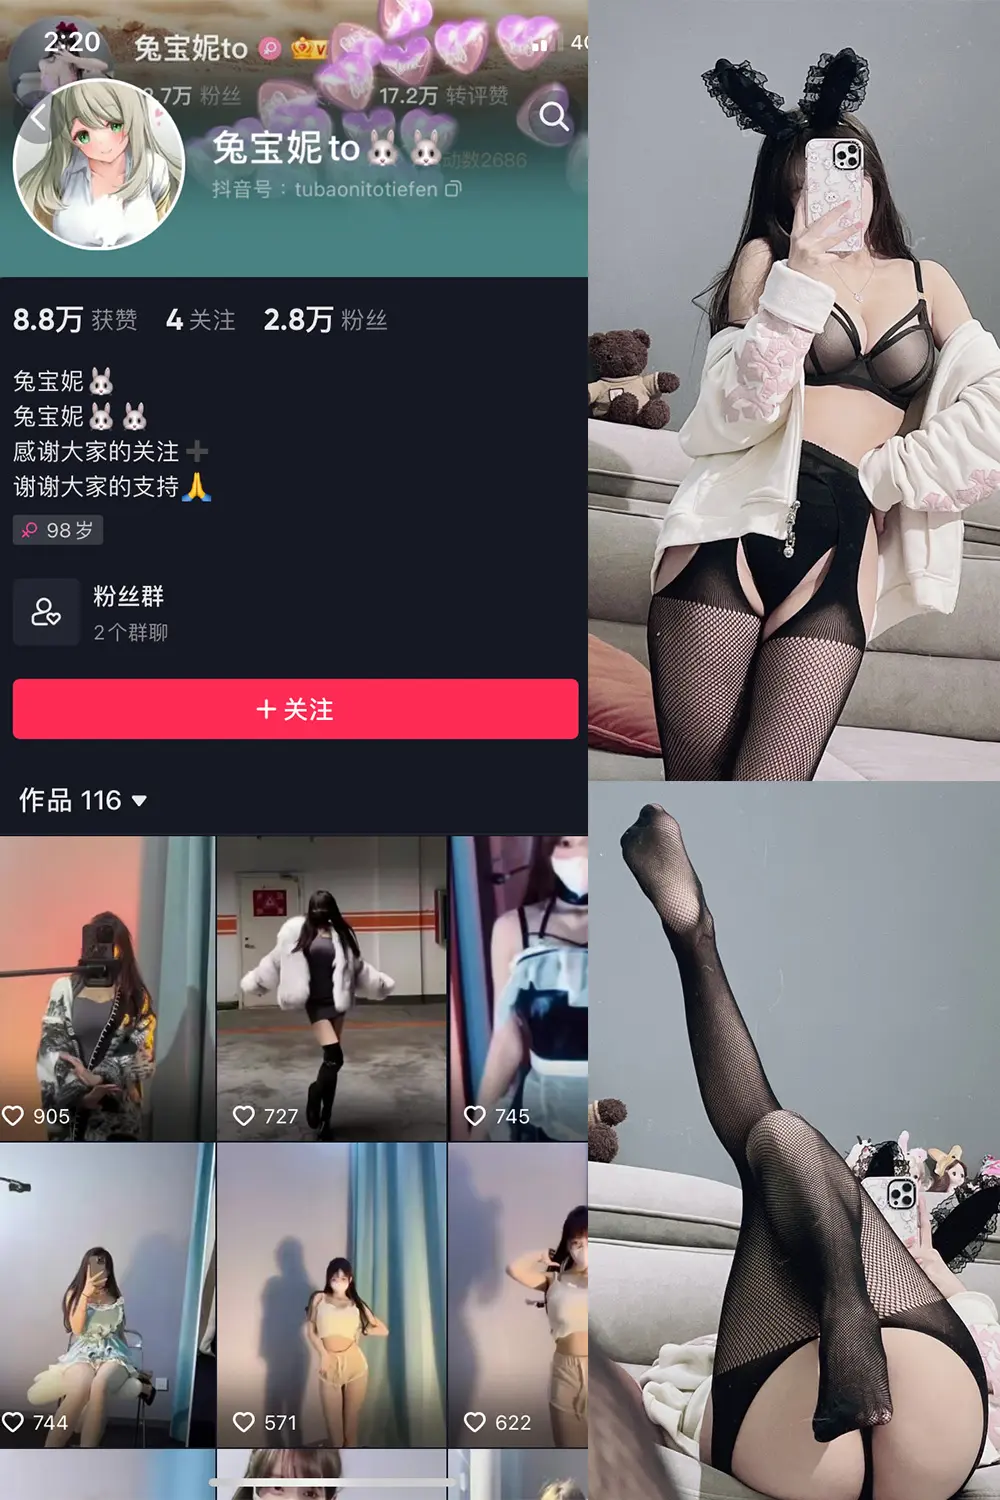 2:20
兔宝妮to
V
4G
.7万 粉丝
17.2万 转评赞
兔宝妮to🐰 🐰
动数2686
抖音号：tubaonitotiefen
8.8万 获赞 4 关注 2.8万 粉丝
兔宝妮🐰
兔宝妮🐰 🐰
感谢大家的关注➕
谢谢大家的支持🙏
98岁
粉丝群
2个群聊
+ 关注
作品 116
905
727
745
744
571
622